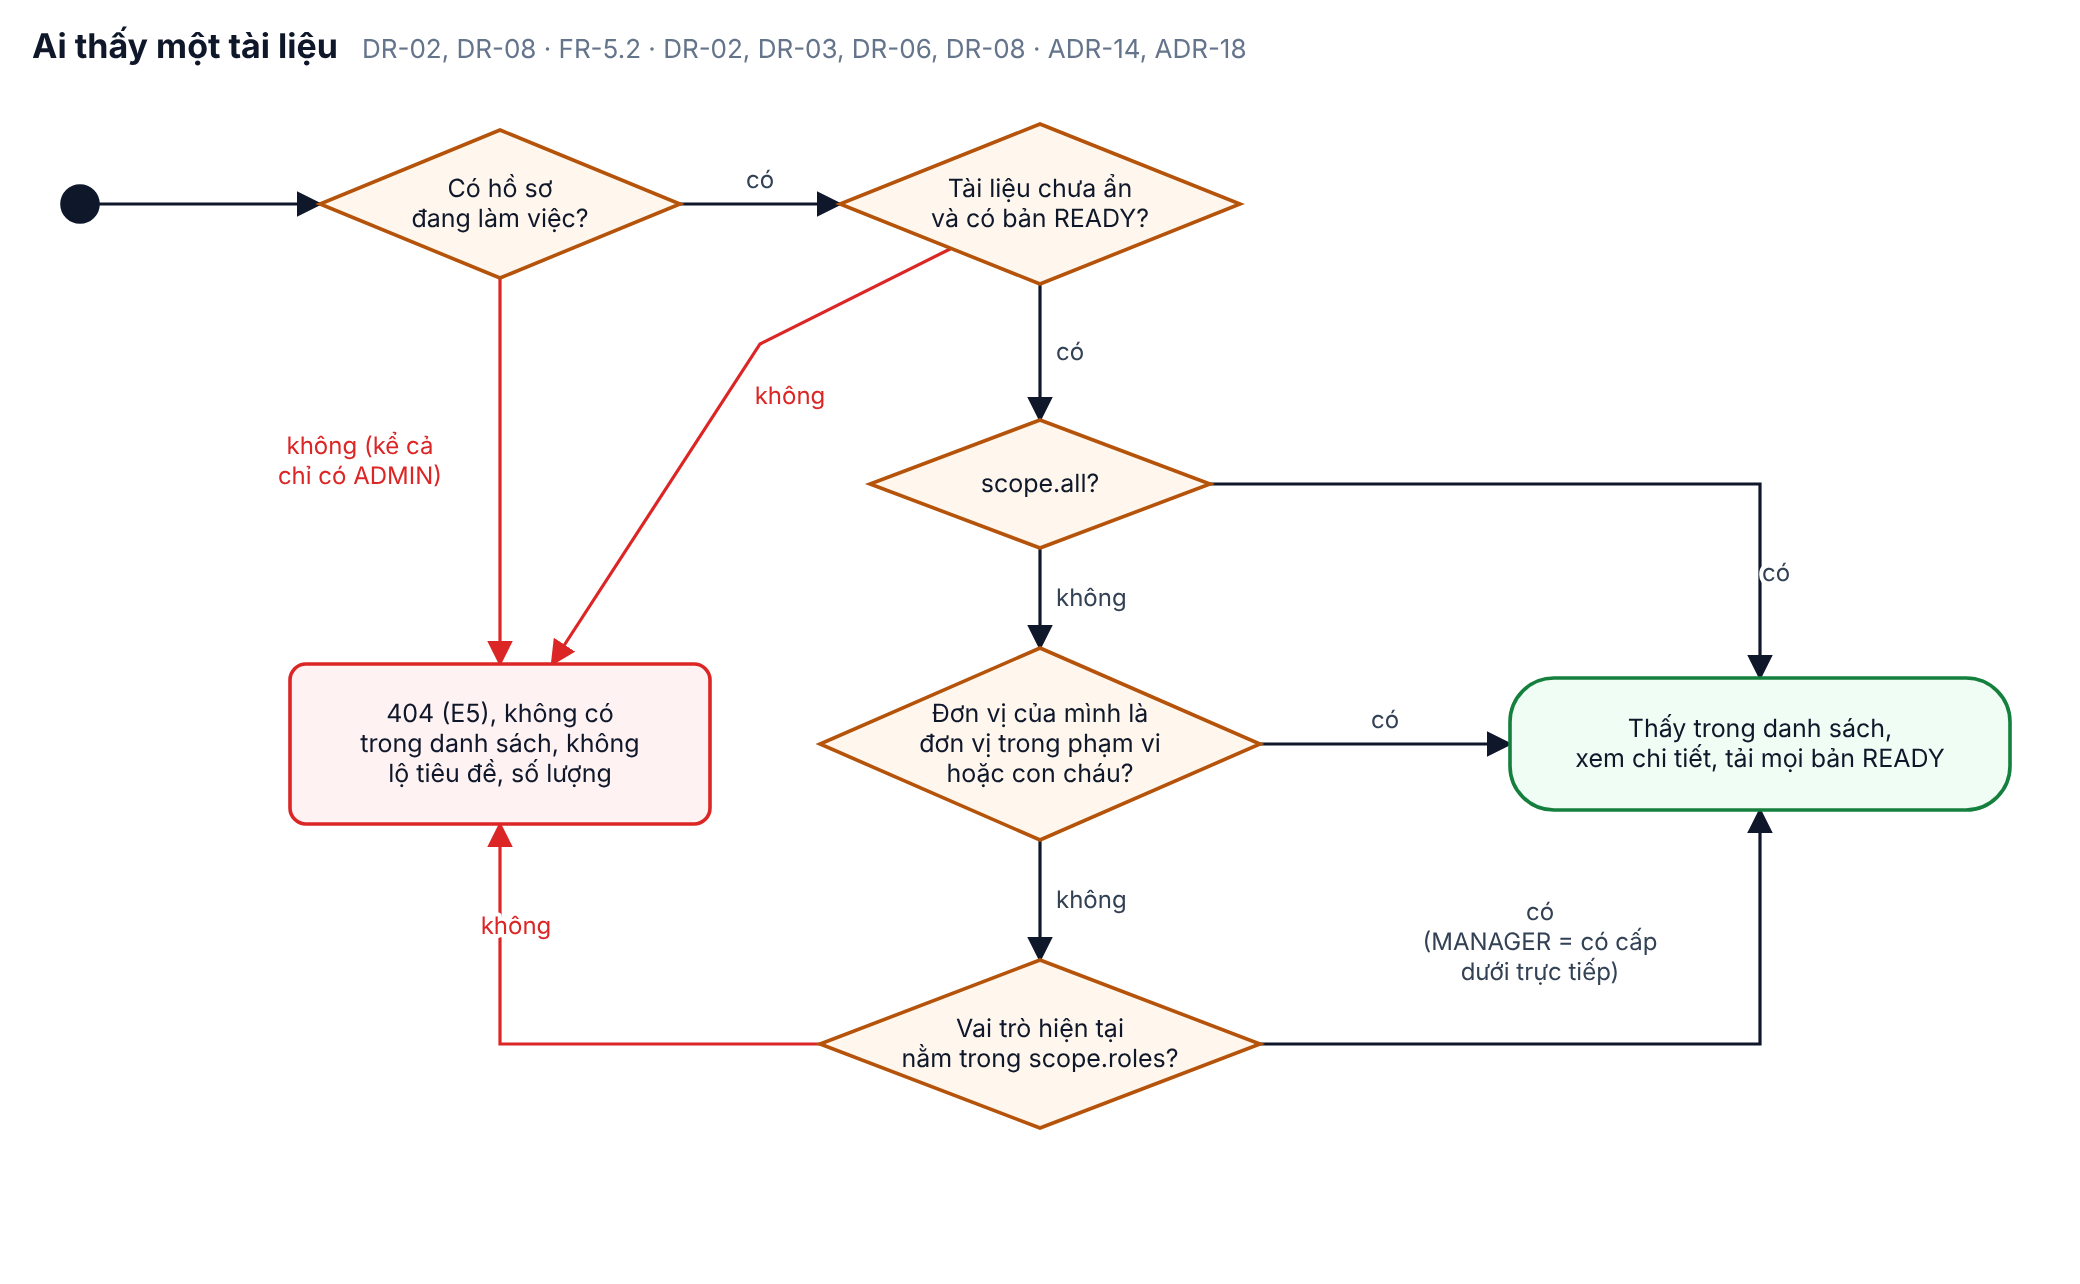 Ai thấy một tài liệu DR-02, DR-08 · FR-5.2 · DR-02, DR-03, DR-06, DR-08 · ADR-14, ADR-18
Có hồ sơ
đang làm việc?
có
Tài liệu chưa ẩn
và có bản READY?
có
không
không (kể cả
chỉ có ADMIN)
scope.all?
có
không
404 (E5), không có
trong danh sách, không
lộ tiêu đề, số lượng
Đơn vị của mình là
đơn vị trong phạm vi
hoặc con cháu?
có
Thấy trong danh sách,
xem chi tiết, tải mọi bản READY
không
không
có
(MANAGER = có cấp
dưới trực tiếp)
Vai trò hiện tại
nằm trong scope.roles?